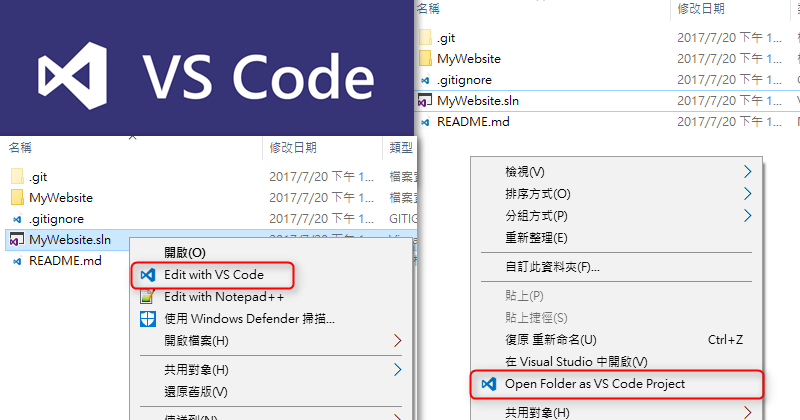 VS Code
名稱 修改日期 類型
.git 2017/7/20 下午 1... 檔案
MyWebsite 2017/7/20 下午 1... 檔案
.gitignore 2017/7/20 下午 1... GITIG
MyWebsite.sln
README.md
開啟(O)
Edit with VS Code
Edit with Notepad++
使用 Windows Defender 掃描...
開啟檔案(H)
共用對象(H)
還原舊版(V)
傳送到(N)
名稱 修改日期
.git 2017/7/20 下午 1...
MyWebsite 2017/7/20 下午 1...
.gitignore 2017/7/20 下午 1...
MyWebsite.sln 2017/7/20 下午 1...
README.md 2017/7/20 下午 1...
檢視(V)
排序方式(O)
分組方式(P)
重新整理(E)
自訂此資料夾(F)...
貼上(P)
貼上捷徑(S)
復原 重新命名(U) Ctrl+Z
在 Visual Studio 中開啟(V)
Open Folder as VS Code Project
共用對象(H)